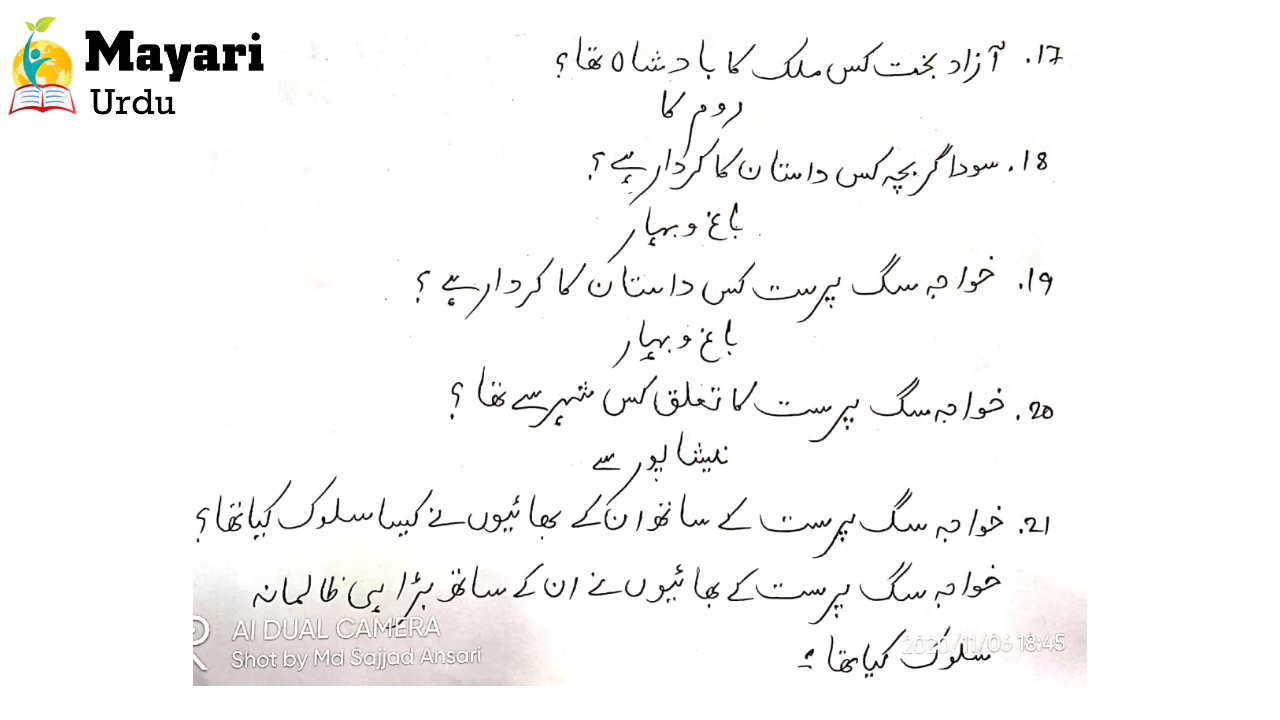 Mayari
Urdu
17. آزاد بخت کس ملک کا بادشاہ تھا؟
روم کا
18. سوداگر بچہ کس داستان کا کردار ہے؟
باغ و بہار
19. خواجہ سگ پرست کس داستان کا کردار ہے؟
باغ و بہار
20. خواجہ سگ پرست کا تعلق کس شہر سے تھا؟
نیشاپور سے
21. خواجہ سگ پرست کے ساتھ ان کے بھائیوں نے کیسا سلوک کیا تھا؟
خواجہ سگ پرست کے بھائیوں نے ان کے ساتھ بڑا ہی ظالمانہ
سلوک کیا تھا۔
AI DUAL CAMERA
Shot by Md Sajjad Ansari
2020/11/06 18:45